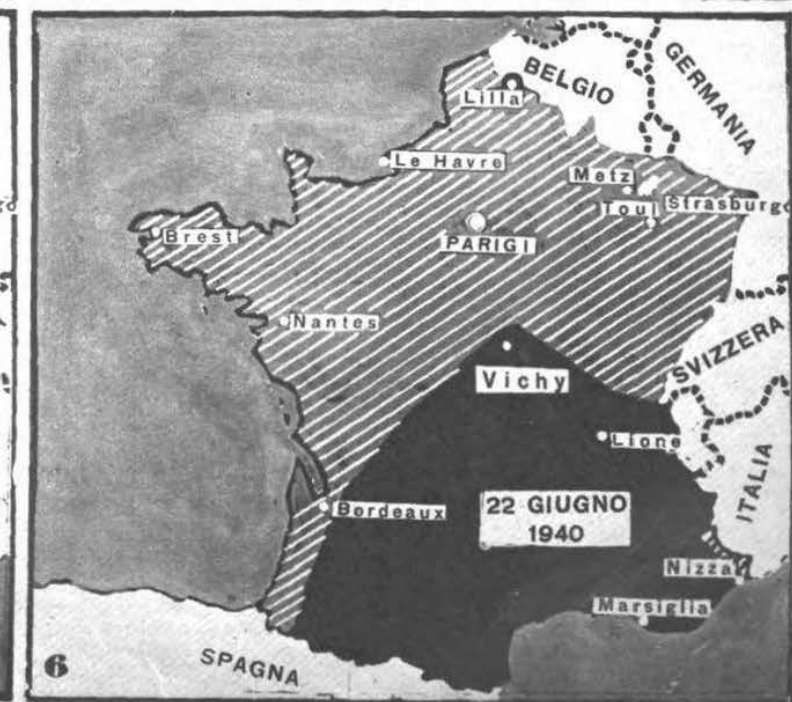 GERMANIA
BELGIO
Lilla
Le Havre
Metz
Toul
Strasburgo
Brest
PARIGI
Nantes
SVIZZERA
Vichy
Lione
ITALIA
Bordeaux
22 GIUGNO
1940
Nizza
Marsiglia
6
SPAGNA